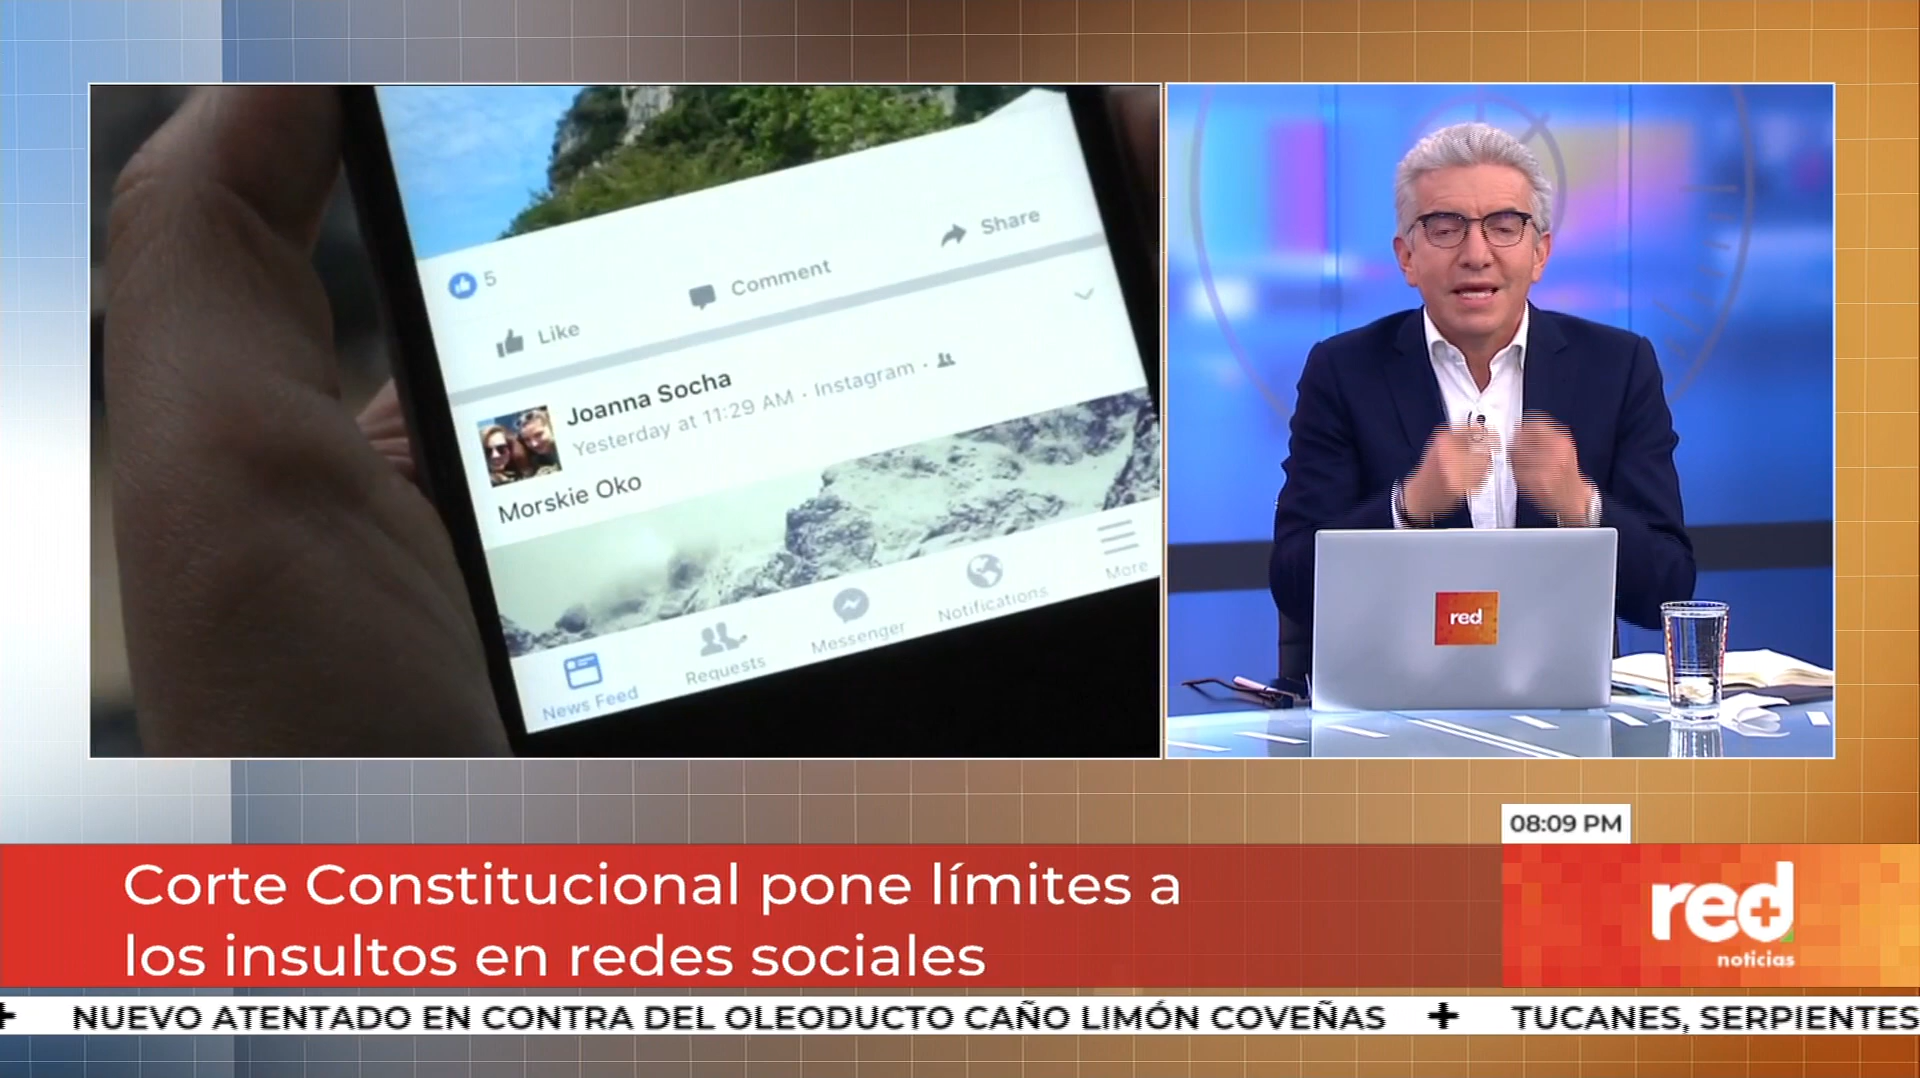 5
Like
Comment
Share
Joanna Socha
Yesterday at 11:29 AM · Instagram ·
Morskie Oko
News Feed
Requests
Messenger
Notifications
More
red
08:09 PM
Corte Constitucional pone límites a
los insultos en redes sociales
red
noticias
NUEVO ATENTADO EN CONTRA DEL OLEODUCTO CAÑO LIMÓN COVEÑAS + TUCANES, SERPIENTES